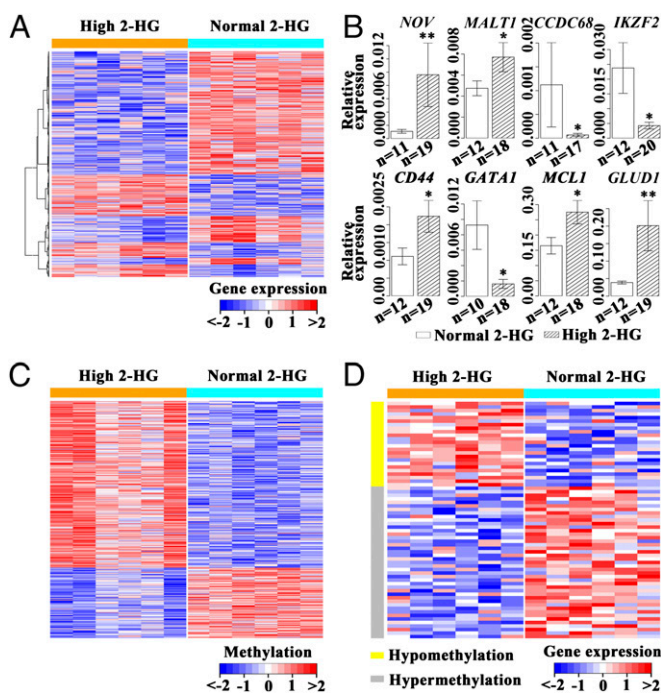 A
High 2-HG Normal 2-HG
Gene expression
<-2 -1 0 1 >2
B
NOV MALT1 CCDC68 IKZF2
Relative expression
0.000 0.006 0.012
0.000 0.004 0.008
0.000 0.001 0.002
0.000 0.015 0.030
** * * *
n=11 n=19 n=12 n=18 n=11 n=17 n=12 n=20
CD44 GATA1 MCL1 GLUD1
Relative expression
0.0000 0.0010 0.0025
0.000 0.006 0.012
0.00 0.15 0.30
0.00 0.10 0.20
* * * **
n=12 n=19 n=10 n=18 n=12 n=18 n=12 n=19
Normal 2-HG High 2-HG
C
High 2-HG Normal 2-HG
Methylation
<-2 -1 0 1 >2
D
High 2-HG Normal 2-HG
Hypomethylation
Hypermethylation
Gene expression
<-2 -1 0 1 >2